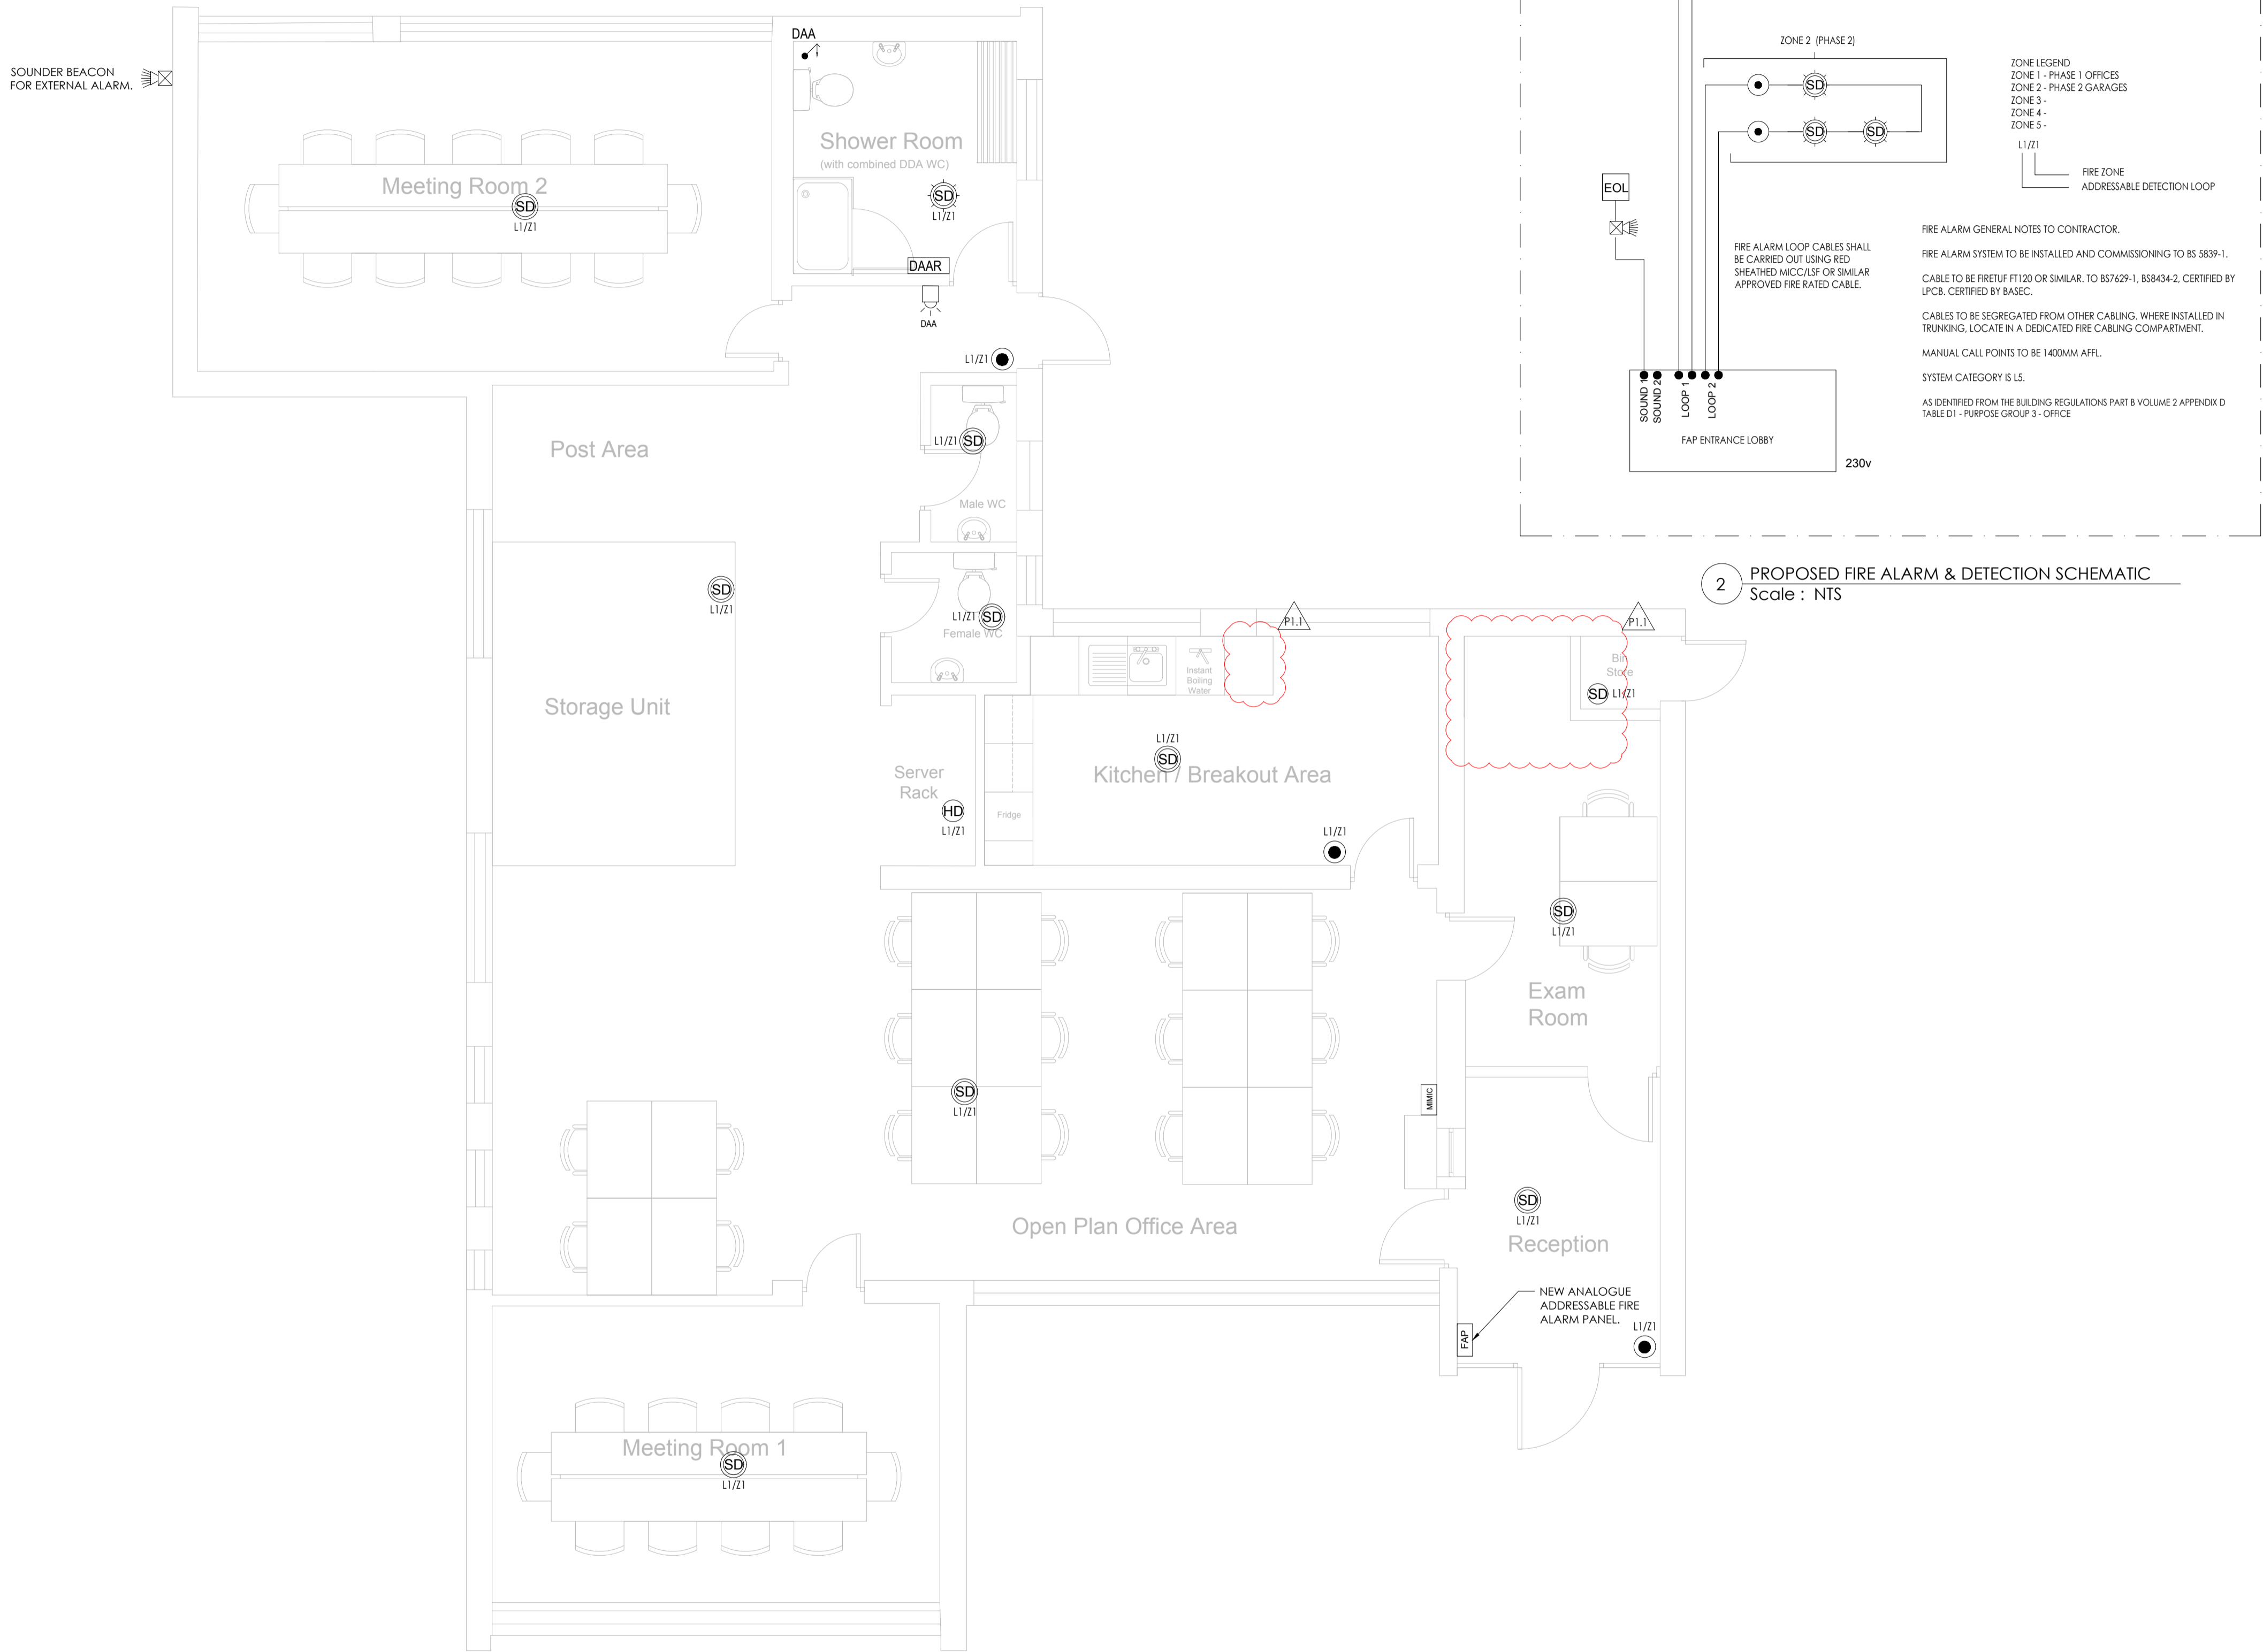 SOUNDER BEACON
FOR EXTERNAL ALARM.
DAA
Shower Room
(with combined DDA WC)
SD
L1/Z1
Meeting Room 2
SD
L1/Z1
DAAR
DAA
L1/Z1
L1/Z1 SD
Post Area
Male WC
SD
L1/Z1
L1/Z1 SD
Female WC
Storage Unit
Instant
Boiling
Water
P1.1
P1.1
Bin
Store
SD L1/Z1
L1/Z1
SD
Kitchen / Breakout Area
Server
Rack
HD
L1/Z1
Fridge
L1/Z1
SD
L1/Z1
Exam
Room
SD
L1/Z1
MIMIC
SD
L1/Z1
Reception
Open Plan Office Area
NEW ANALOGUE
ADDRESSABLE FIRE
ALARM PANEL.
FAP
L1/Z1
Meeting Room 1
SD
L1/Z1
ZONE 2 (PHASE 2)
SD
SD
SD
ZONE LEGEND
ZONE 1 - PHASE 1 OFFICES
ZONE 2 - PHASE 2 GARAGES
ZONE 3 -
ZONE 4 -
ZONE 5 -
L1/Z1
FIRE ZONE
ADDRESSABLE DETECTION LOOP
EOL
FIRE ALARM LOOP CABLES SHALL
BE CARRIED OUT USING RED
SHEATHED MICC/LSF OR SIMILAR
APPROVED FIRE RATED CABLE.
FIRE ALARM GENERAL NOTES TO CONTRACTOR.
FIRE ALARM SYSTEM TO BE INSTALLED AND COMMISSIONING TO BS 5839-1.
CABLE TO BE FIRETUF FT120 OR SIMILAR. TO BS7629-1, BS8434-2, CERTIFIED BY
LPCB. CERTIFIED BY BASEC.
CABLES TO BE SEGREGATED FROM OTHER CABLING. WHERE INSTALLED IN
TRUNKING, LOCATE IN A DEDICATED FIRE CABLING COMPARTMENT.
MANUAL CALL POINTS TO BE 1400MM AFFL.
SYSTEM CATEGORY IS L5.
AS IDENTIFIED FROM THE BUILDING REGULATIONS PART B VOLUME 2 APPENDIX D
TABLE D1 - PURPOSE GROUP 3 - OFFICE
SOUND 1
SOUND 2
LOOP 1
LOOP 2
FAP ENTRANCE LOBBY
230v
2
PROPOSED FIRE ALARM & DETECTION SCHEMATIC
Scale : NTS